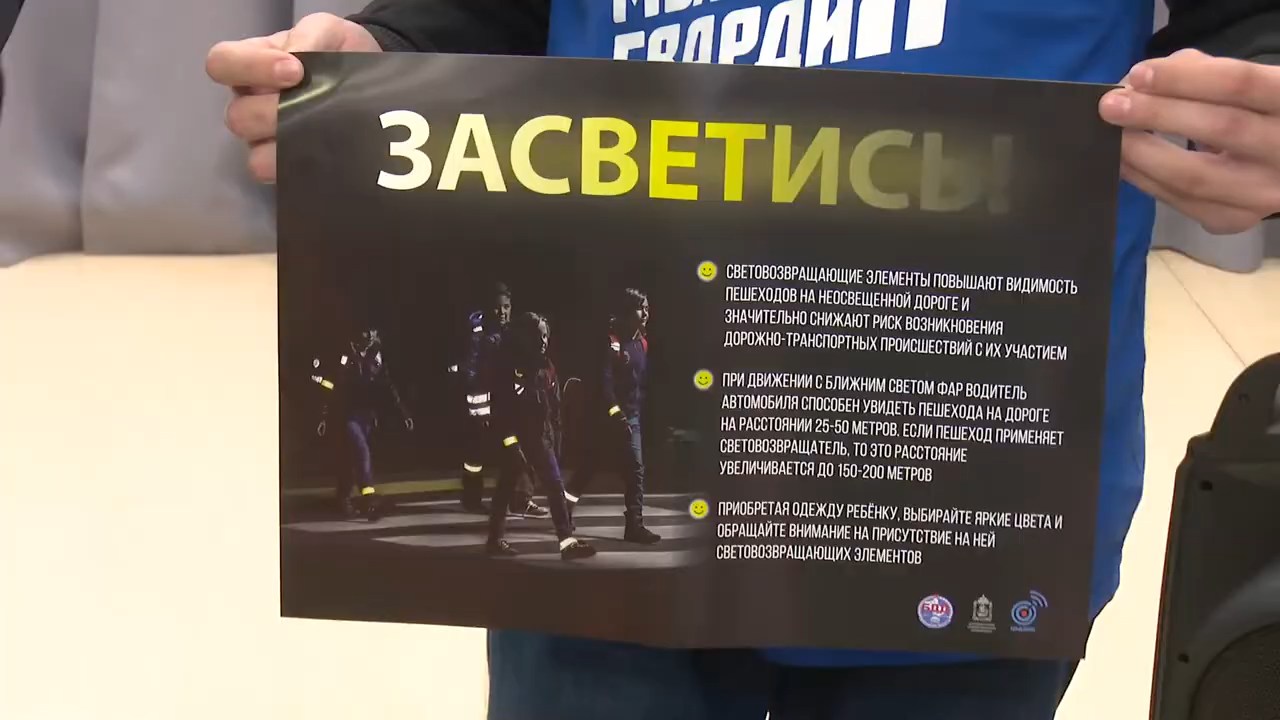 ГВАРДИ
ЗАСВЕТИСЬ!
СВЕТОВОЗВРАЩАЮЩИЕ ЭЛЕМЕНТЫ ПОВЫШАЮТ ВИДИМОСТЬ
ПЕШЕХОДОВ НА НЕОСВЕЩЕННОЙ ДОРОГЕ И
ЗНАЧИТЕЛЬНО СНИЖАЮТ РИСК ВОЗНИКНОВЕНИЯ
ДОРОЖНО-ТРАНСПОРТНЫХ ПРОИСШЕСТВИЙ С ИХ УЧАСТИЕМ
ПРИ ДВИЖЕНИИ С БЛИЖНИМ СВЕТОМ ФАР ВОДИТЕЛЬ
АВТОМОБИЛЯ СПОСОБЕН УВИДЕТЬ ПЕШЕХОДА НА ДОРОГЕ
НА РАССТОЯНИИ 25-50 МЕТРОВ. ЕСЛИ ПЕШЕХОД ПРИМЕНЯЕТ
СВЕТОВОЗВРАЩАТЕЛЬ, ТО ЭТО РАССТОЯНИЕ
УВЕЛИЧИВАЕТСЯ ДО 150-200 МЕТРОВ
ПРИОБРЕТАЯ ОДЕЖДУ РЕБЁНКУ, ВЫБИРАЙТЕ ЯРКИЕ ЦВЕТА И
ОБРАЩАЙТЕ ВНИМАНИЕ НА ПРИСУТСТВИЕ НА НЕЙ
СВЕТОВОЗВРАЩАЮЩИХ ЭЛЕМЕНТОВ
БДД